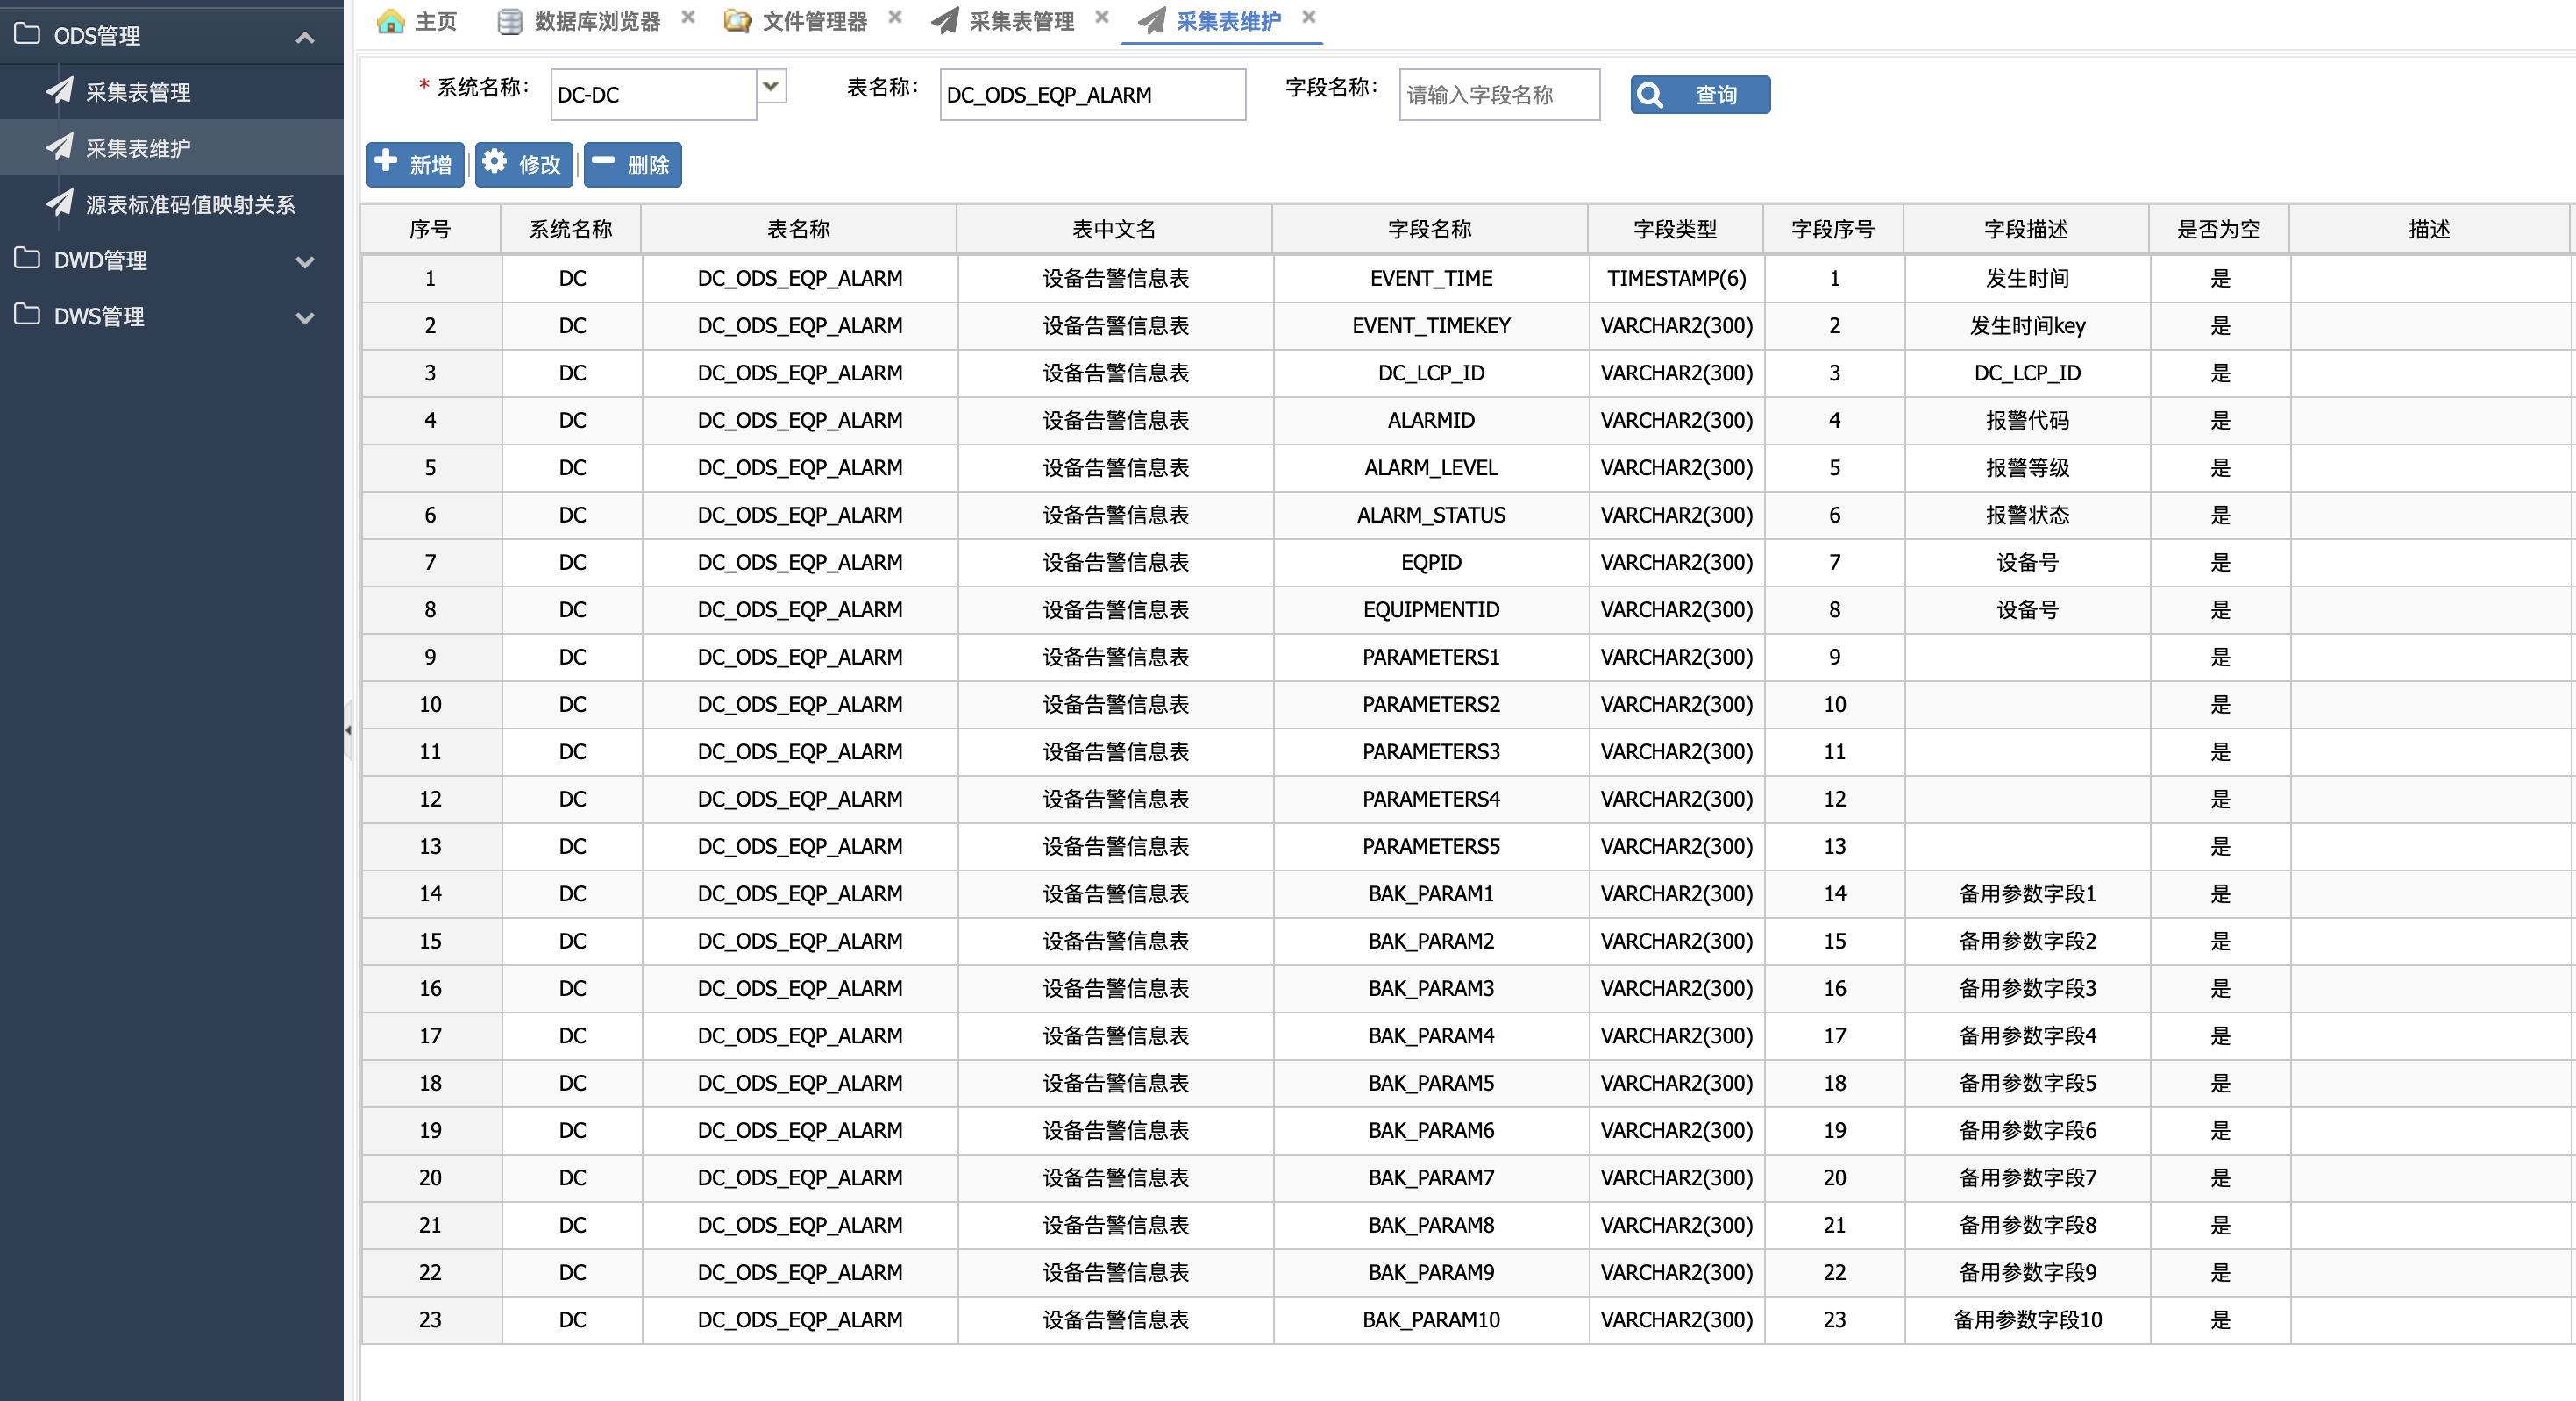 ODS管理
采集表管理
采集表维护
源表标准码值映射关系
DWD管理
DWS管理
主页 数据库浏览器 文件管理器 采集表管理 采集表维护
* 系统名称: DC-DC 表名称: DC_ODS_EQP_ALARM 字段名称: 请输入字段名称 查询
新增 修改 删除
序号 系统名称 表名称 表中文名 字段名称 字段类型 字段序号 字段描述 是否为空 描述
1 DC DC_ODS_EQP_ALARM 设备告警信息表 EVENT_TIME TIMESTAMP(6) 1 发生时间 是
2 DC DC_ODS_EQP_ALARM 设备告警信息表 EVENT_TIMEKEY VARCHAR2(300) 2 发生时间key 是
3 DC DC_ODS_EQP_ALARM 设备告警信息表 DC_LCP_ID VARCHAR2(300) 3 DC_LCP_ID 是
4 DC DC_ODS_EQP_ALARM 设备告警信息表 ALARMID VARCHAR2(300) 4 报警代码 是
5 DC DC_ODS_EQP_ALARM 设备告警信息表 ALARM_LEVEL VARCHAR2(300) 5 报警等级 是
6 DC DC_ODS_EQP_ALARM 设备告警信息表 ALARM_STATUS VARCHAR2(300) 6 报警状态 是
7 DC DC_ODS_EQP_ALARM 设备告警信息表 EQPID VARCHAR2(300) 7 设备号 是
8 DC DC_ODS_EQP_ALARM 设备告警信息表 EQUIPMENTID VARCHAR2(300) 8 设备号 是
9 DC DC_ODS_EQP_ALARM 设备告警信息表 PARAMETERS1 VARCHAR2(300) 9 是
10 DC DC_ODS_EQP_ALARM 设备告警信息表 PARAMETERS2 VARCHAR2(300) 10 是
11 DC DC_ODS_EQP_ALARM 设备告警信息表 PARAMETERS3 VARCHAR2(300) 11 是
12 DC DC_ODS_EQP_ALARM 设备告警信息表 PARAMETERS4 VARCHAR2(300) 12 是
13 DC DC_ODS_EQP_ALARM 设备告警信息表 PARAMETERS5 VARCHAR2(300) 13 是
14 DC DC_ODS_EQP_ALARM 设备告警信息表 BAK_PARAM1 VARCHAR2(300) 14 备用参数字段1 是
15 DC DC_ODS_EQP_ALARM 设备告警信息表 BAK_PARAM2 VARCHAR2(300) 15 备用参数字段2 是
16 DC DC_ODS_EQP_ALARM 设备告警信息表 BAK_PARAM3 VARCHAR2(300) 16 备用参数字段3 是
17 DC DC_ODS_EQP_ALARM 设备告警信息表 BAK_PARAM4 VARCHAR2(300) 17 备用参数字段4 是
18 DC DC_ODS_EQP_ALARM 设备告警信息表 BAK_PARAM5 VARCHAR2(300) 18 备用参数字段5 是
19 DC DC_ODS_EQP_ALARM 设备告警信息表 BAK_PARAM6 VARCHAR2(300) 19 备用参数字段6 是
20 DC DC_ODS_EQP_ALARM 设备告警信息表 BAK_PARAM7 VARCHAR2(300) 20 备用参数字段7 是
21 DC DC_ODS_EQP_ALARM 设备告警信息表 BAK_PARAM8 VARCHAR2(300) 21 备用参数字段8 是
22 DC DC_ODS_EQP_ALARM 设备告警信息表 BAK_PARAM9 VARCHAR2(300) 22 备用参数字段9 是
23 DC DC_ODS_EQP_ALARM 设备告警信息表 BAK_PARAM10 VARCHAR2(300) 23 备用参数字段10 是